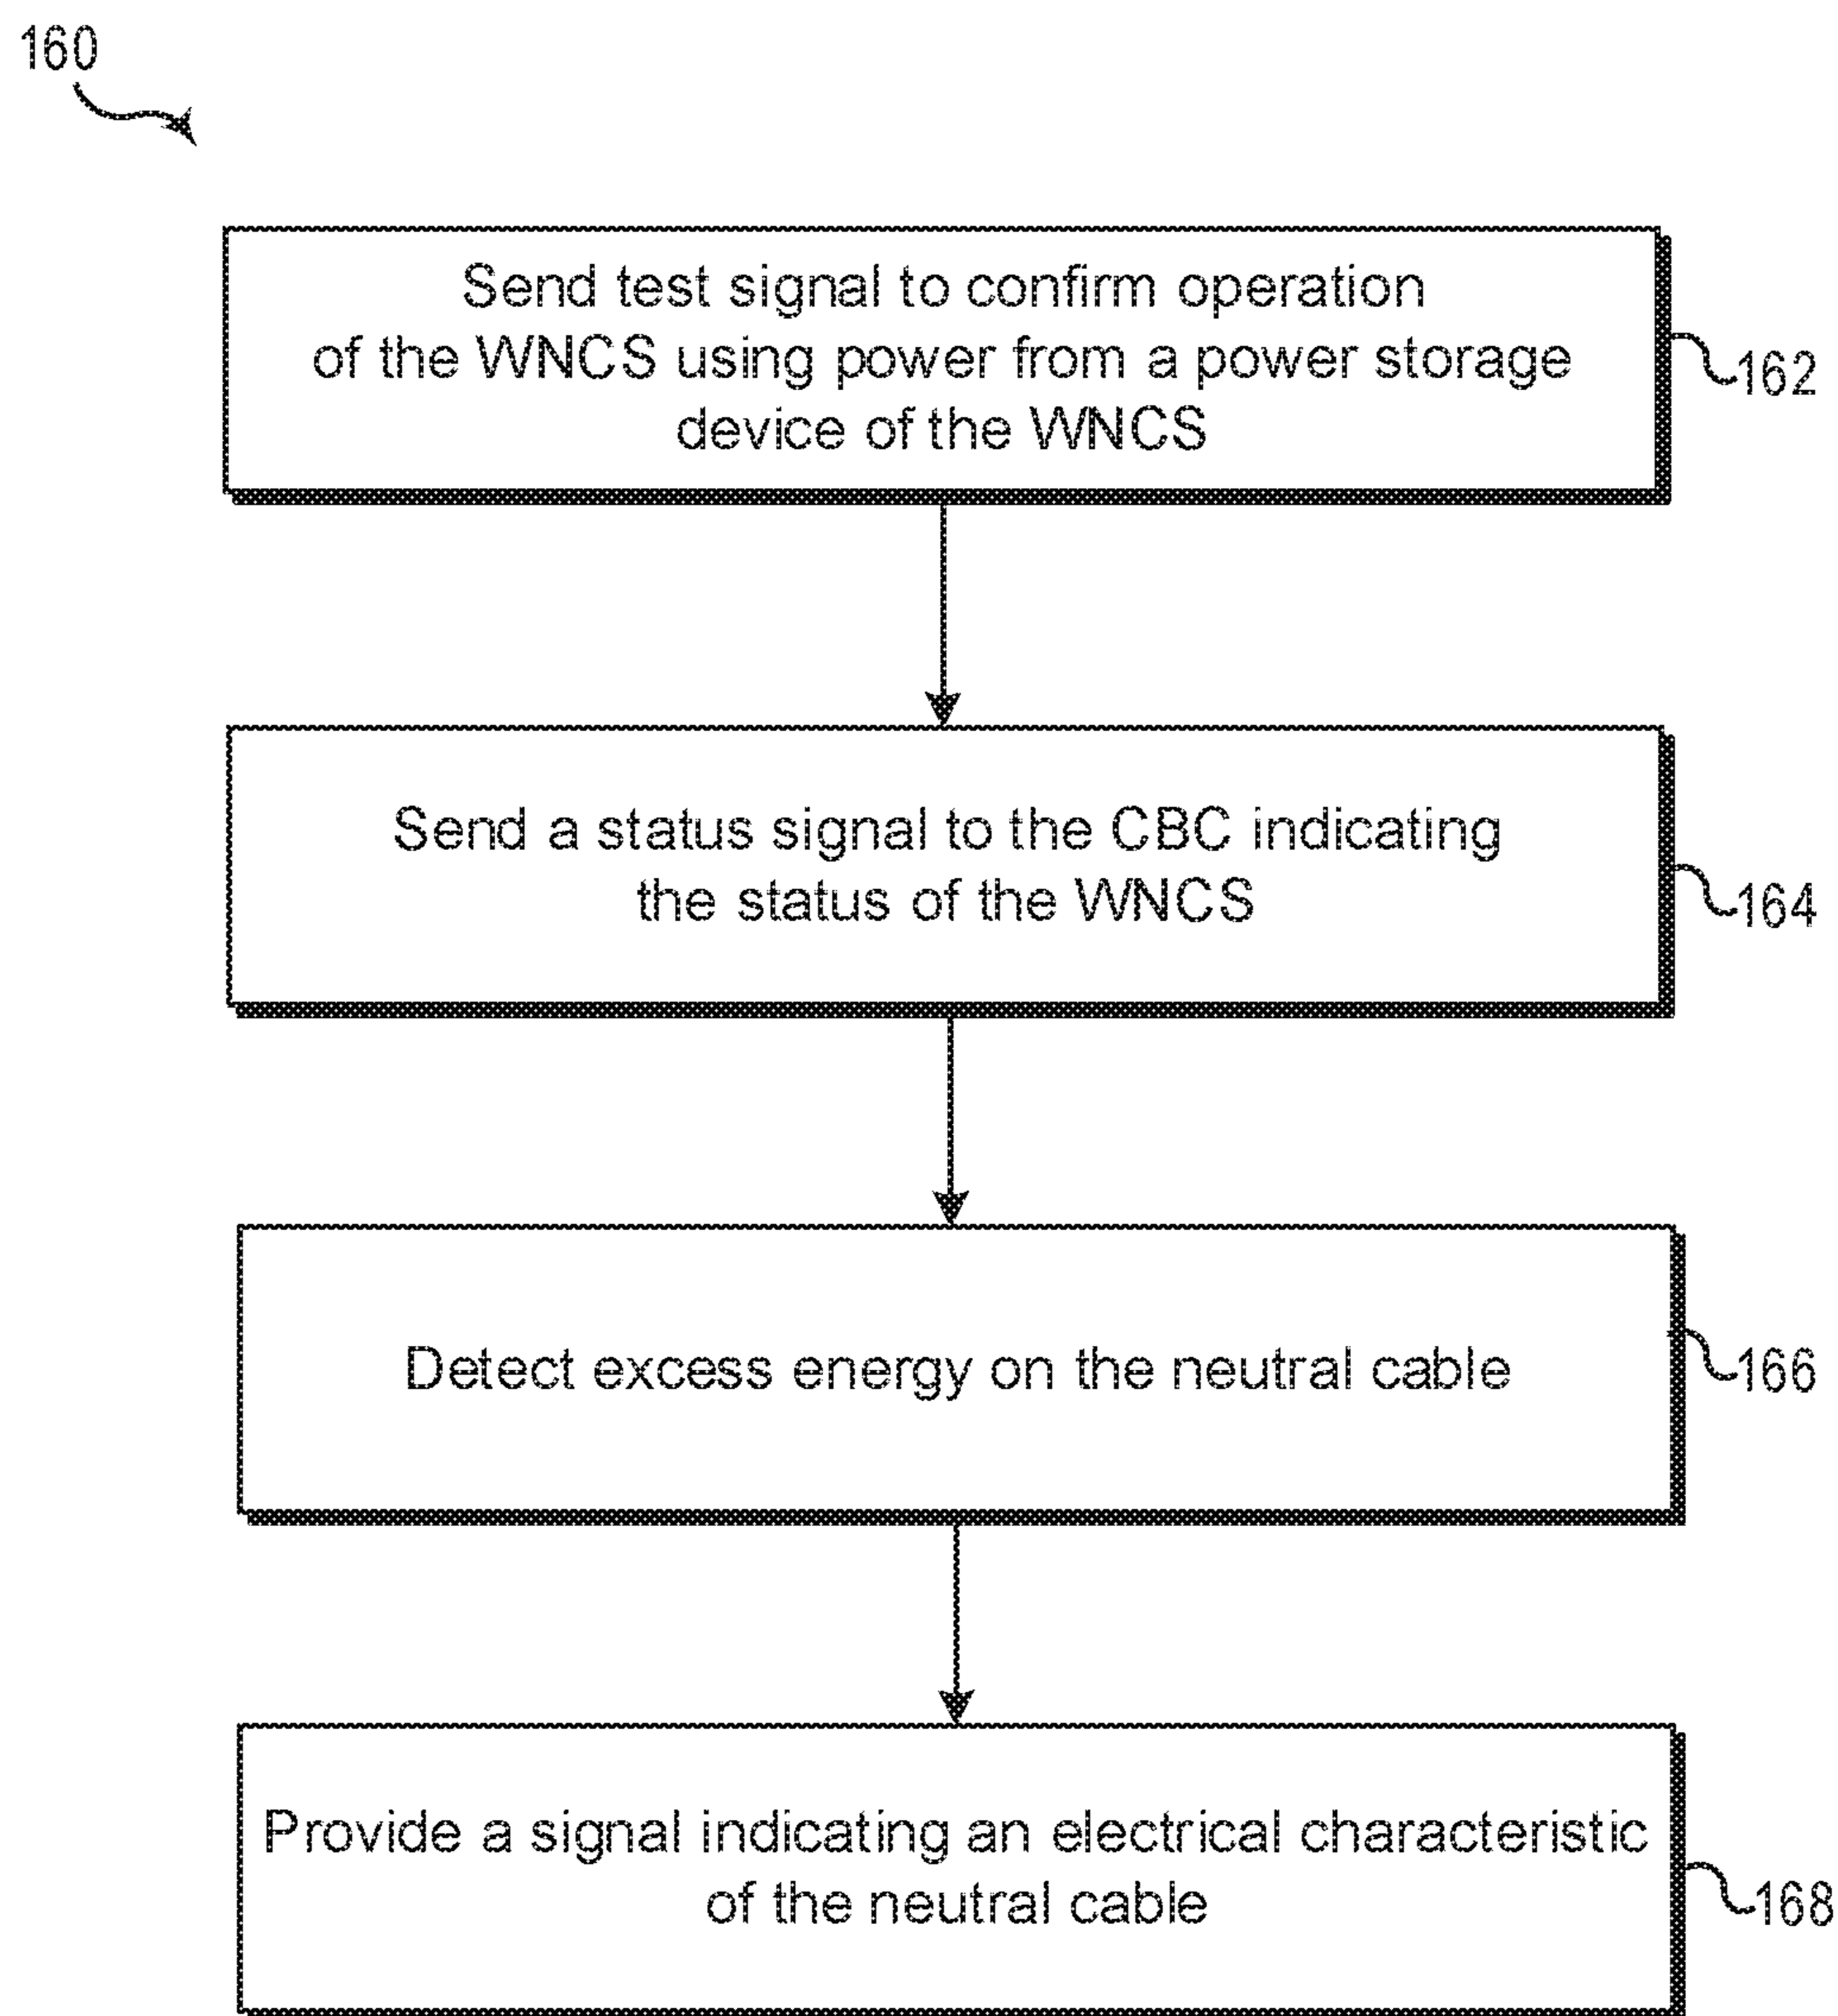 160
Send test signal to confirm operation
of the WNCS using power from a power storage
device of the WNCS
162
Send a status signal to the CBC indicating
the status of the WNCS
164
Detect excess energy on the neutral cable
166
Provide a signal indicating an electrical characteristic
of the neutral cable
168